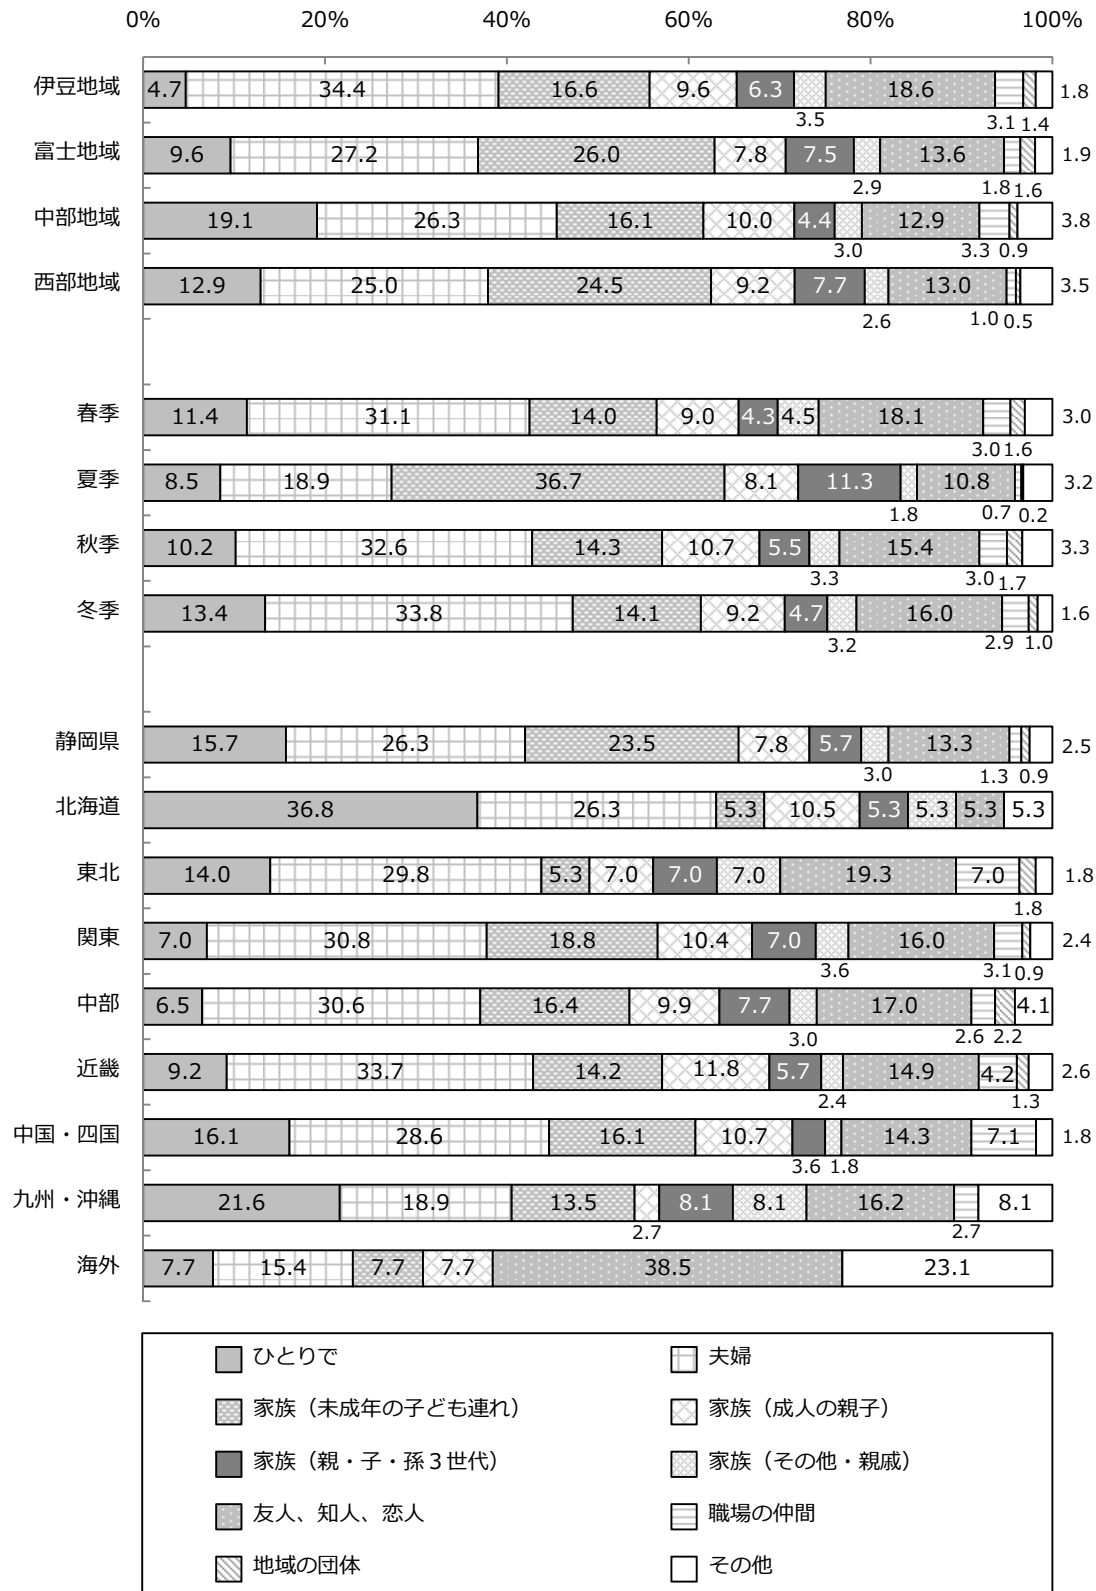 0% 20% 40% 60% 80% 100%
伊豆地域 4.7 34.4 16.6 9.6 6.3 18.6 1.8
3.5 3.1 1.4
富士地域 9.6 27.2 26.0 7.8 7.5 13.6 1.9
2.9 1.8 1.6
中部地域 19.1 26.3 16.1 10.0 4.4 12.9 3.8
3.0 3.3 0.9
西部地域 12.9 25.0 24.5 9.2 7.7 13.0 3.5
2.6 1.0 0.5
春季 11.4 31.1 14.0 9.0 4.3 4.5 18.1 3.0
3.0 1.6
夏季 8.5 18.9 36.7 8.1 11.3 10.8 3.2
1.8 0.7 0.2
秋季 10.2 32.6 14.3 10.7 5.5 15.4 3.3
3.3 3.0 1.7
冬季 13.4 33.8 14.1 9.2 4.7 16.0 1.6
3.2 2.9 1.0
静岡県 15.7 26.3 23.5 7.8 5.7 13.3 2.5
3.0 1.3 0.9
北海道 36.8 26.3 5.3 10.5 5.3 5.3 5.3 5.3
東北 14.0 29.8 5.3 7.0 7.0 7.0 19.3 7.0 1.8
1.8
関東 7.0 30.8 18.8 10.4 7.0 16.0 2.4
3.6 3.1 0.9
中部 6.5 30.6 16.4 9.9 7.7 17.0 4.1
3.0 2.6 2.2
近畿 9.2 33.7 14.2 11.8 5.7 14.9 4.2 2.6
2.4 1.3
中国・四国 16.1 28.6 16.1 10.7 14.3 7.1 1.8
3.6 1.8
九州・沖縄 21.6 18.9 13.5 8.1 8.1 16.2 8.1
2.7 2.7
海外 7.7 15.4 7.7 7.7 38.5 23.1
ひとりで 夫婦
家族（未成年の子ども連れ） 家族（成人の親子）
家族（親・子・孫３世代） 家族（その他・親戚）
友人、知人、恋人 職場の仲間
地域の団体 その他